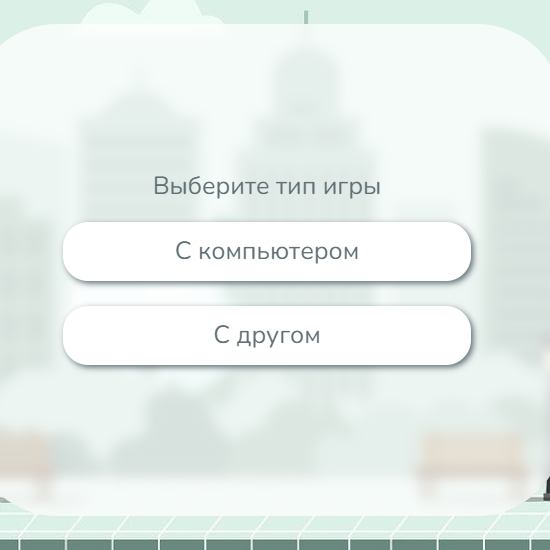 Выберите тип игры
С компьютером
С другом